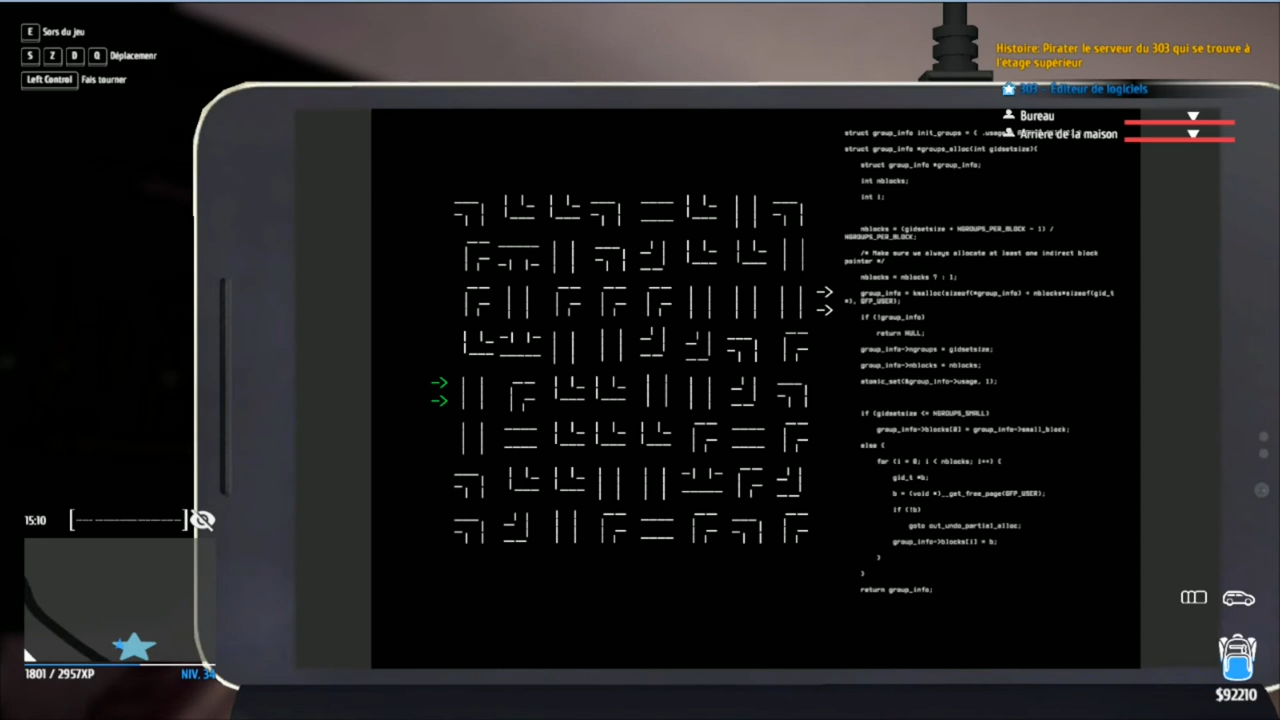 E Sors du jeu
S Z D Q Déplacement
Left Control Fais tourner
Histoire: Pirater le serveur du 303 qui se trouve à
l'étage supérieur
303 - Éditeur de logiciels
Bureau
Arrière de la maison
struct group_info init_groups = { .usage
struct group_info *groups_alloc(int gidsetsize){
struct group_info *group_info;
int nblocks;
int i;
nblocks = (gidsetsize + NGROUPS_PER_BLOCK - 1) /
NGROUPS_PER_BLOCK;
/* Make sure we always allocate at least one indirect block
pointer */
nblocks = nblocks ? : 1;
group_info = kmalloc(sizeof(*group_info) + nblocks*sizeof(gid_t
*), GFP_USER);
if (!group_info)
return NULL;
group_info->ngroups = gidsetsize;
group_info->nblocks = nblocks;
atomic_set(&group_info->usage, 1);
if (gidsetsize <= NGROUPS_SMALL)
group_info->blocks[0] = group_info->small_block;
else {
for (i = 0; i < nblocks; i++) {
gid_t *b;
b = (void *)__get_free_page(GFP_USER);
if (!b)
goto out_undo_partial_alloc;
group_info->blocks[i] = b;
}
}
return group_info;
15:10
1801 / 2957XP
NIV. 34
$92210